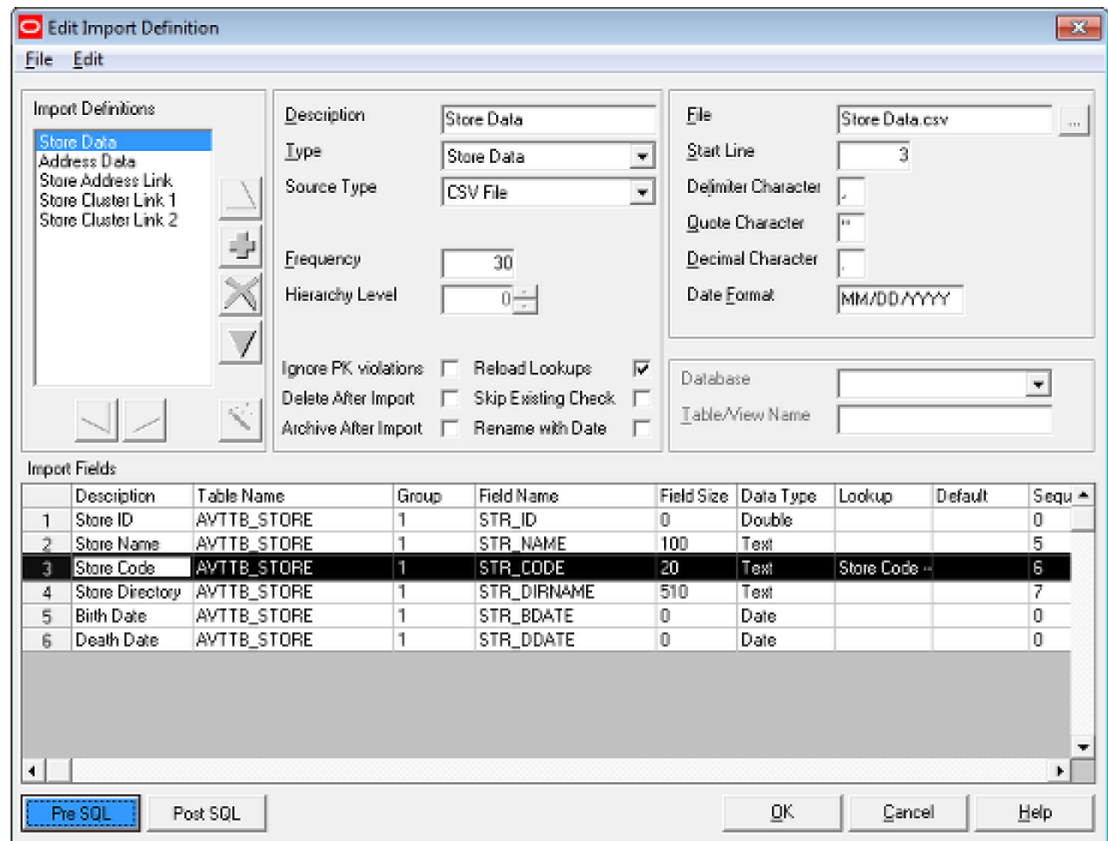 Edit Import Definition
File Edit
Import Definitions
Store Data
Address Data
Store Address Link
Store Cluster Link 1
Store Cluster Link 2
Description Store Data
Type Store Data
Source Type CSV File
Frequency 30
Hierarchy Level 0
Ignore PK violations Reload Lookups
Delete After Import Skip Existing Check
Archive After Import Rename with Date
File Store Data.csv ...
Start Line 3
Delimiter Character ,
Quote Character "
Decimal Character .
Date Format MM/DD/YYYY
Database
Table/View Name
Import Fields
Description Table Name Group Field Name Field Size Data Type Lookup Default Sequ
1 Store ID AVTTB_STORE 1 STR_ID 0 Double 0
2 Store Name AVTTB_STORE 1 STR_NAME 100 Text 5
3 Store Code AVTTB_STORE 1 STR_CODE 20 Text Store Code -- 6
4 Store Directory AVTTB_STORE 1 STR_DIRNAME 510 Text 7
5 Birth Date AVTTB_STORE 1 STR_BDATE 0 Date 0
6 Death Date AVTTB_STORE 1 STR_DDATE 0 Date 0
Pre SQL Post SQL OK Cancel Help